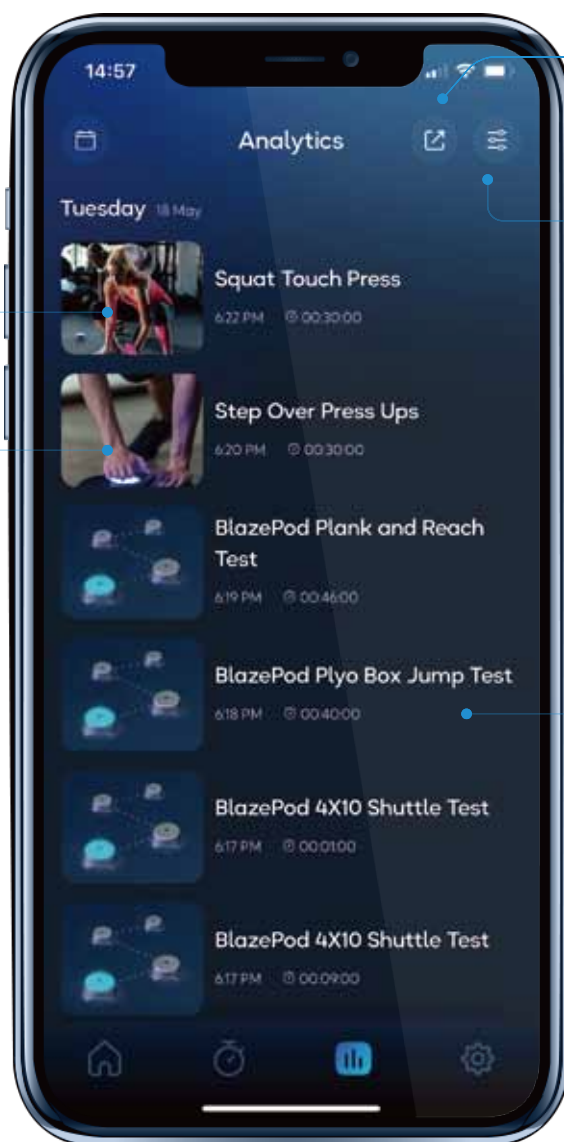 14:57
Analytics
Tuesday 18 May
Squat Touch Press
6:22 PM 00:30:00
Step Over Press Ups
6:20 PM 00:30:00
BlazePod Plank and Reach
Test
6:19 PM 00:46:00
BlazePod Plyo Box Jump Test
6:18 PM 00:40:00
BlazePod 4X10 Shuttle Test
6:17 PM 00:01:00
BlazePod 4X10 Shuttle Test
6:17 PM 00:09:00